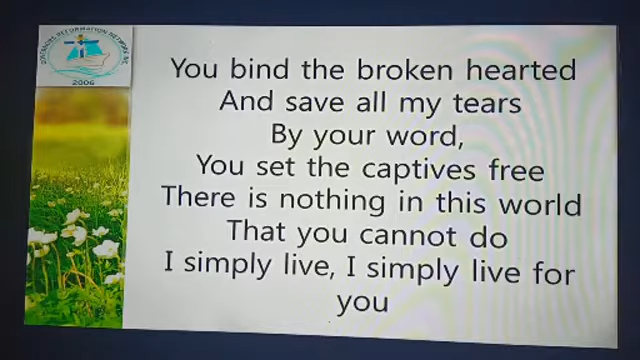 2006
You bind the broken hearted
And save all my tears
By your word,
You set the captives free
There is nothing in this world
That you cannot do
I simply live, I simply live for
you